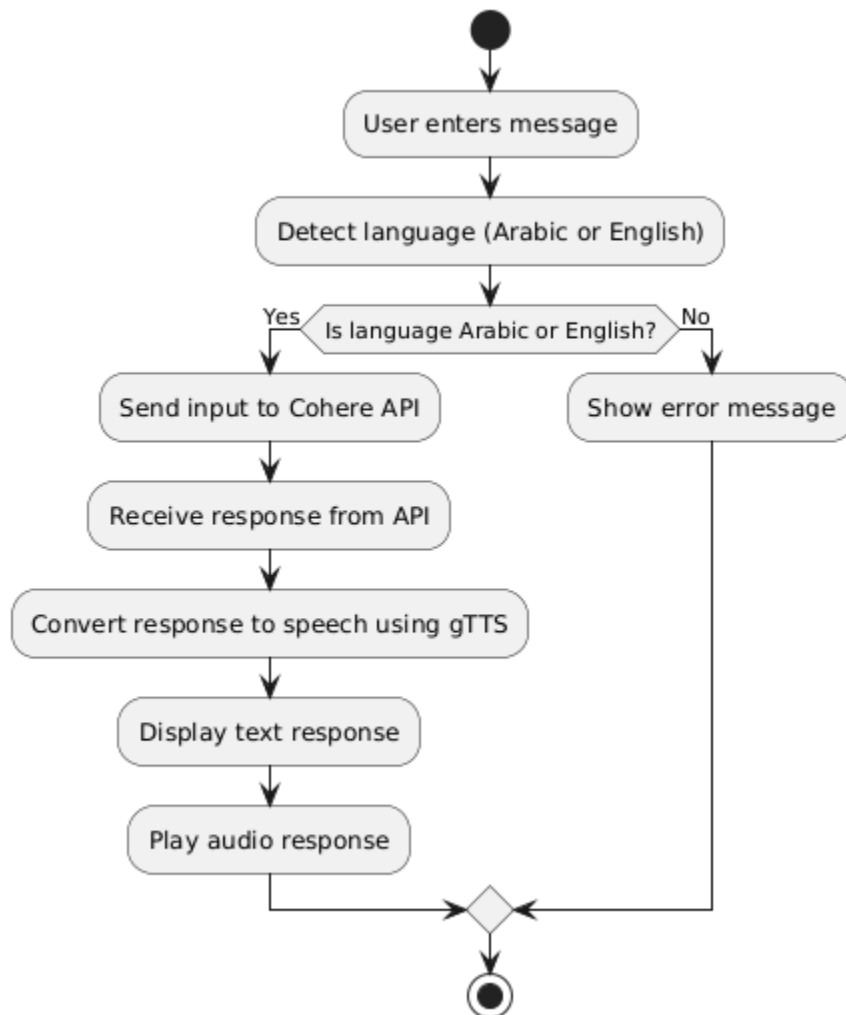 User enters message
Detect language (Arabic or English)
Yes
Is language Arabic or English?
No
Send input to Cohere API
Show error message
Receive response from API
Convert response to speech using gTTS
Display text response
Play audio response